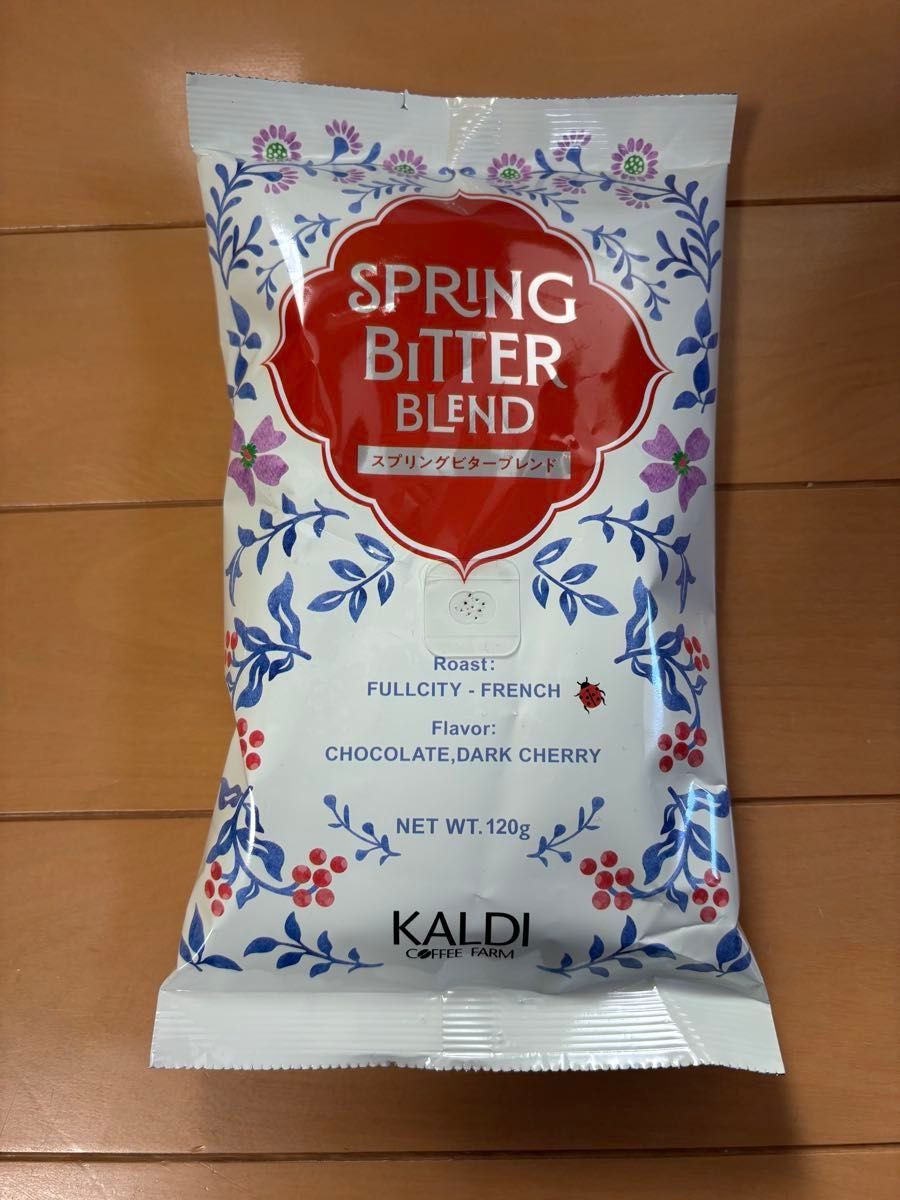 SPRING
BITTER
BLEND
スプリングビターブレンド
Roast:
FULLCITY - FRENCH
Flavor:
CHOCOLATE,DARK CHERRY
NET WT.120g
KALDI
COFFEE FARM